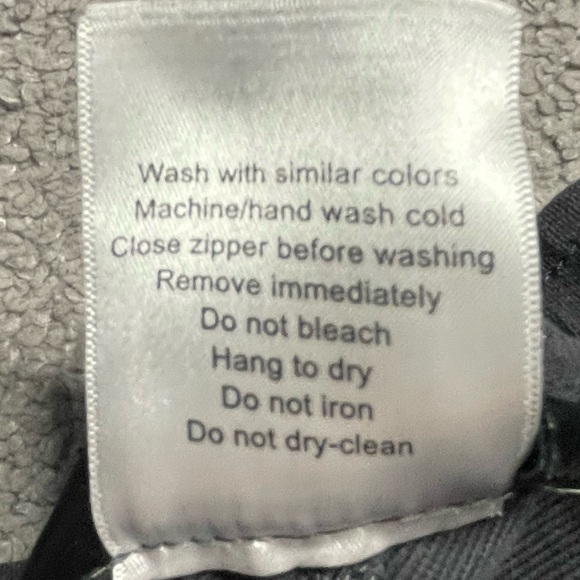 Wash with similar colors
Machine/hand wash cold
Close zipper before washing
Remove immediately
Do not bleach
Hang to dry
Do not iron
Do not dry-clean